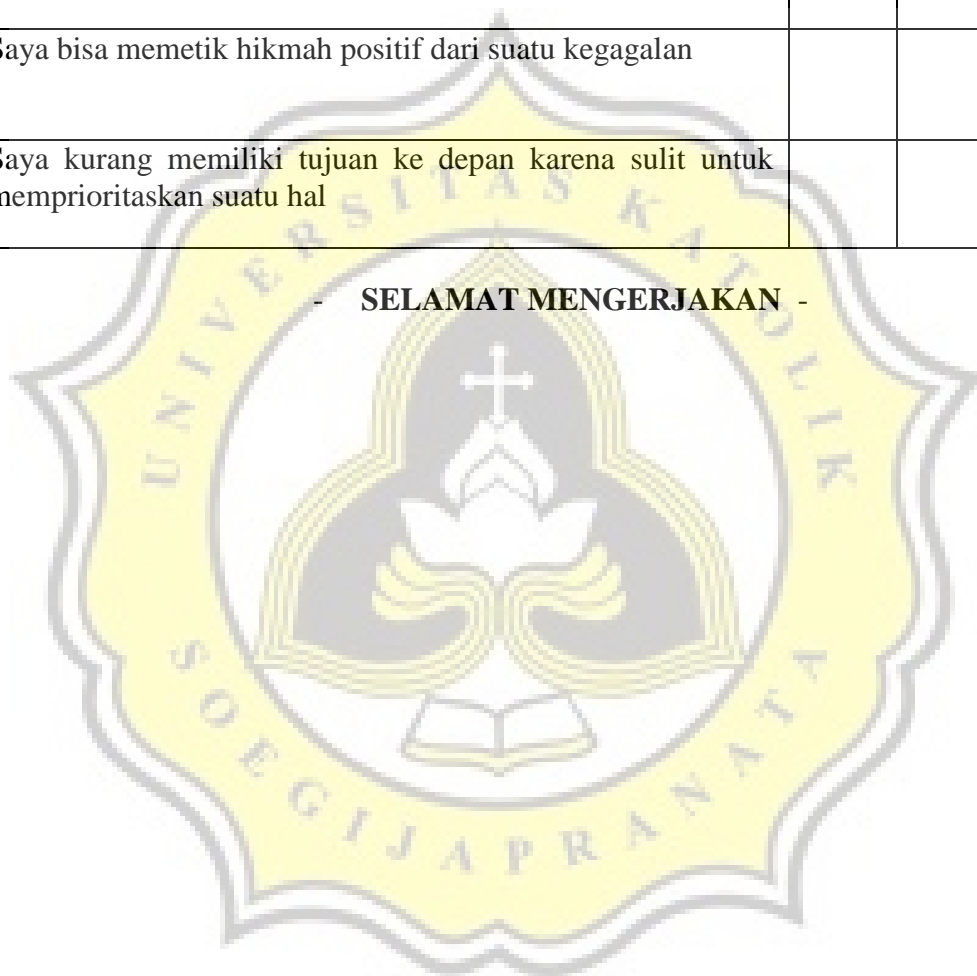 Saya bisa memetik hikmah positif dari suatu kegagalan
Saya kurang memiliki tujuan ke depan karena sulit untuk
memprioritaskan suatu hal
- SELAMAT MENGERJAKAN -
UNIVERSITAS KATOLIK
SOEGIJAPRANATA